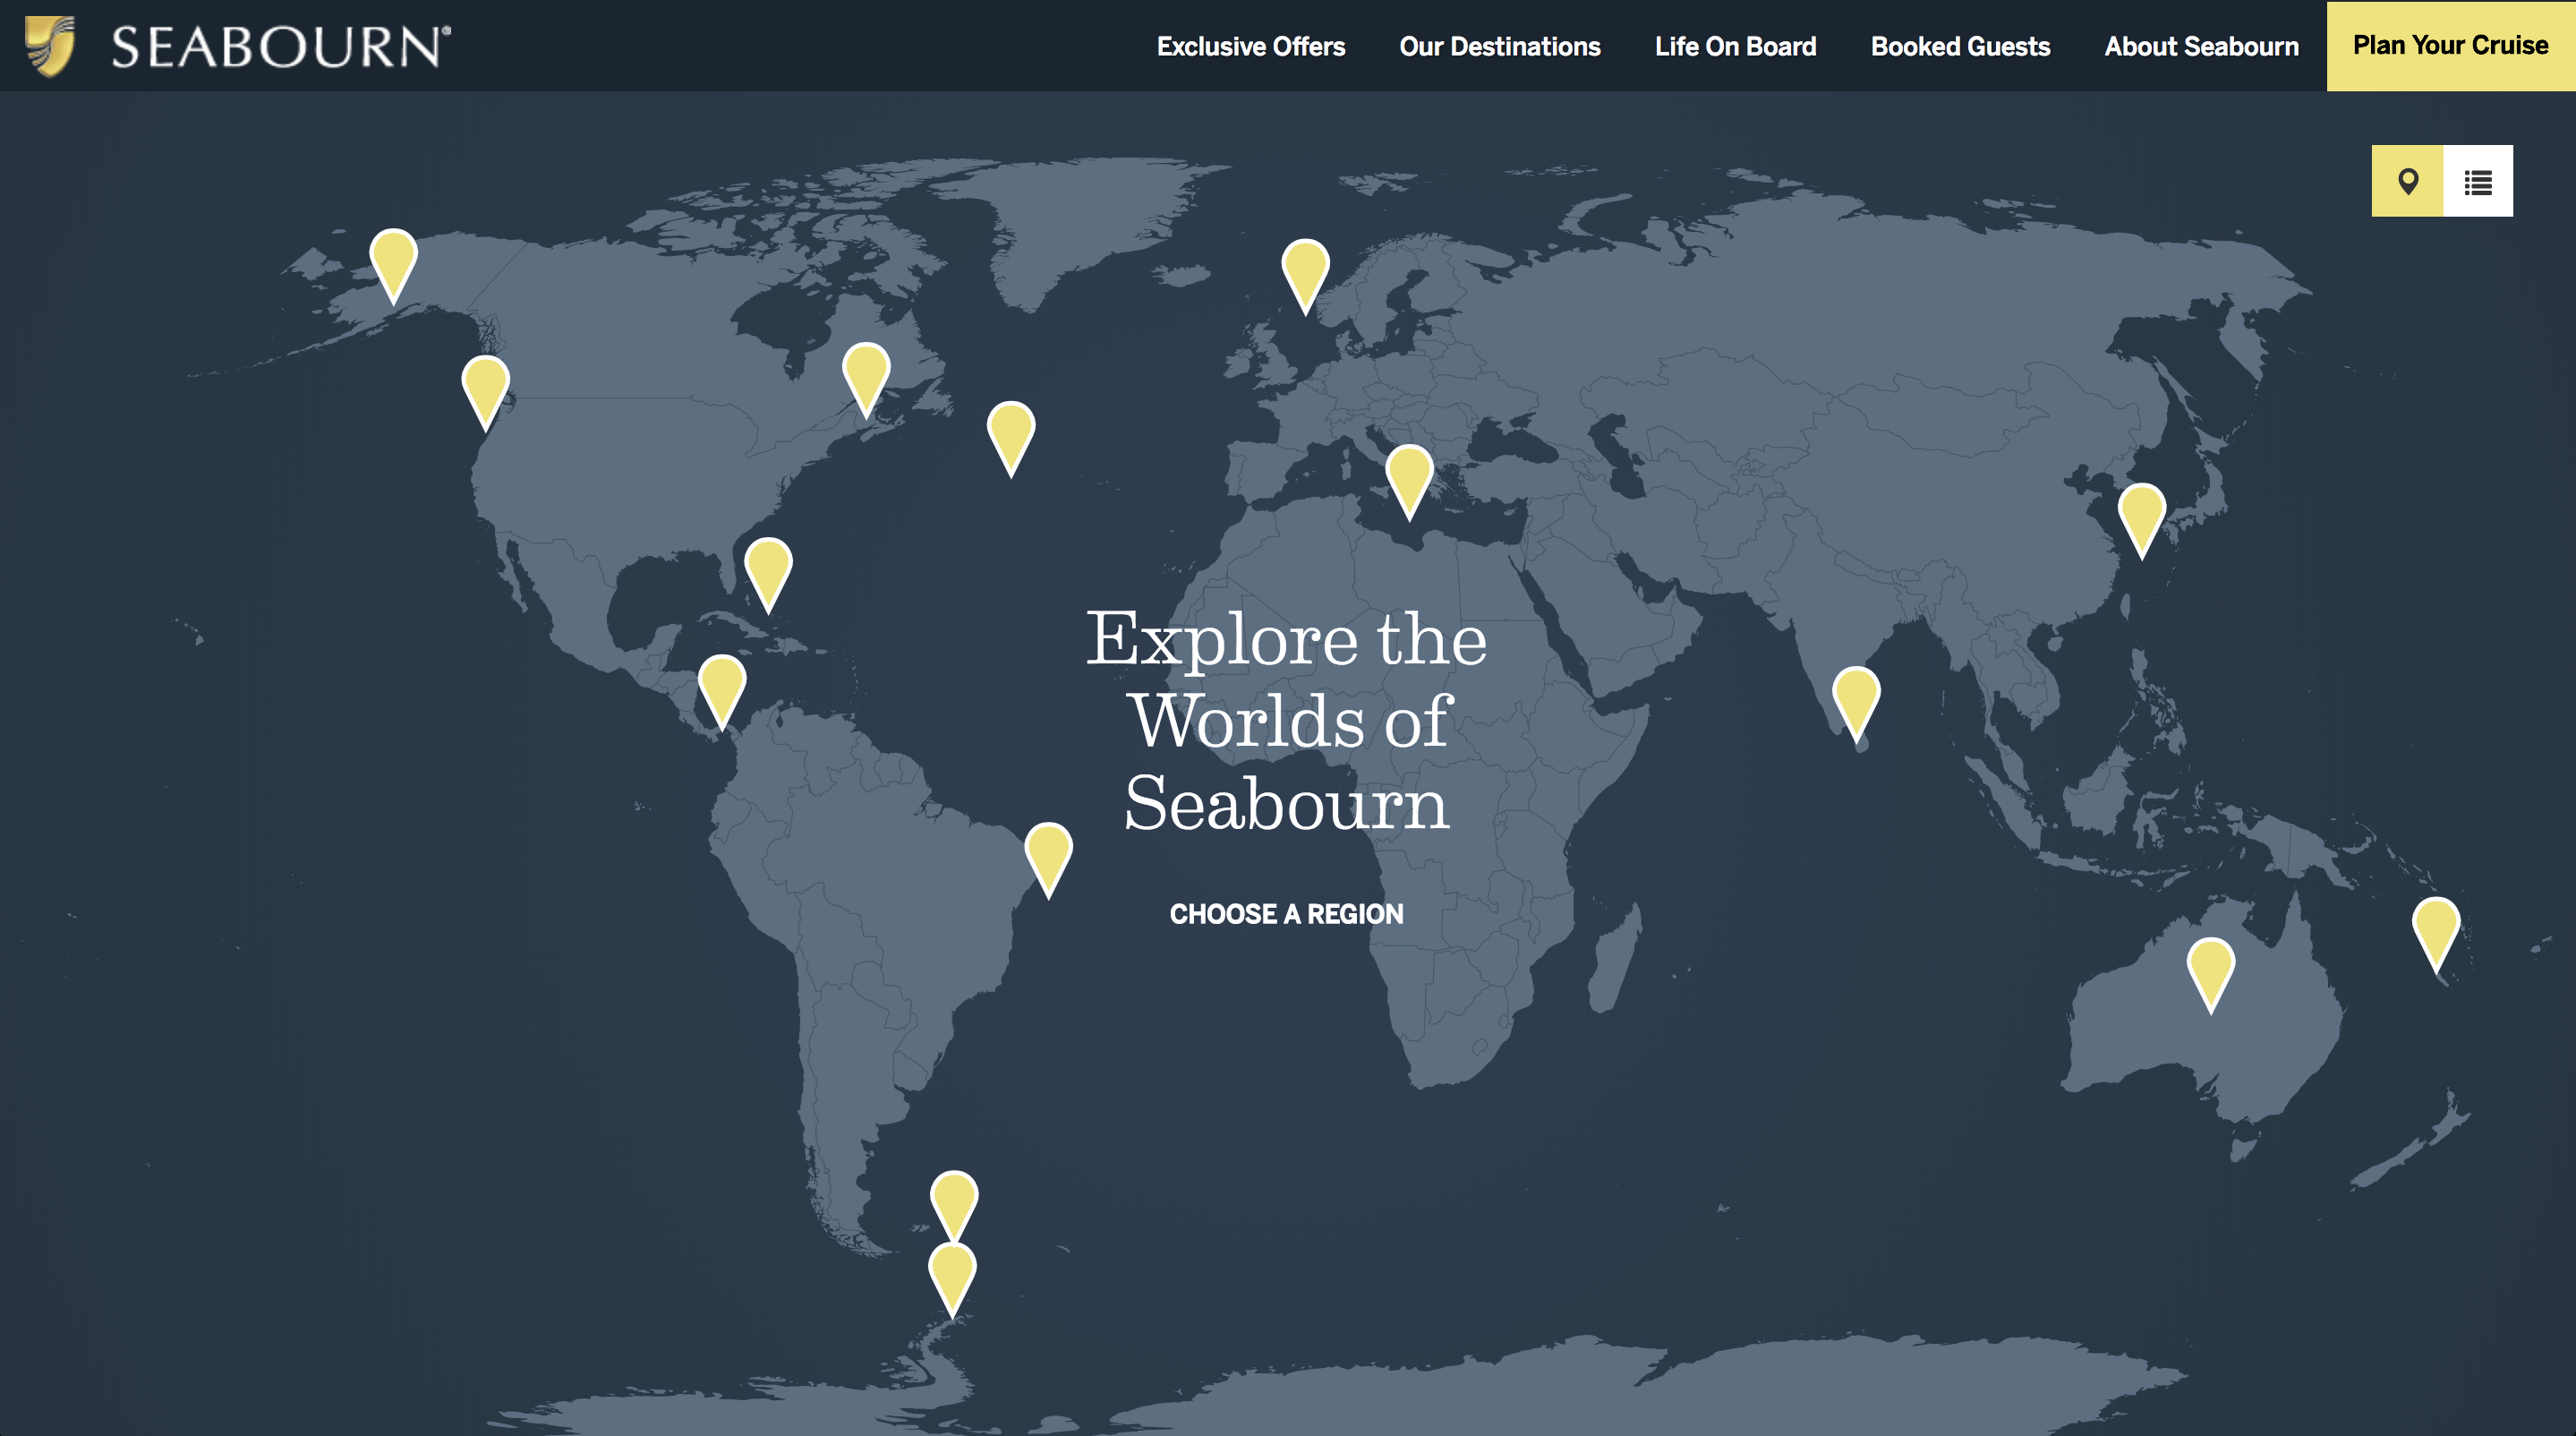 SEABOURN®
Exclusive Offers
Our Destinations
Life On Board
Booked Guests
About Seabourn
Plan Your Cruise
Explore the
Worlds of
Seabourn
CHOOSE A REGION